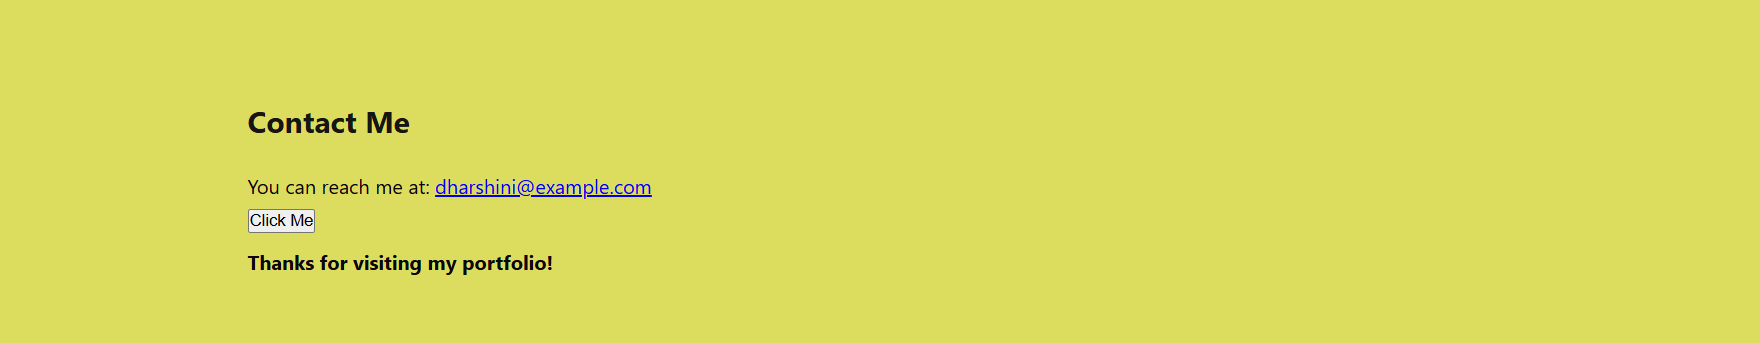 Contact Me
You can reach me at: dharshini@example.com
Click Me
Thanks for visiting my portfolio!